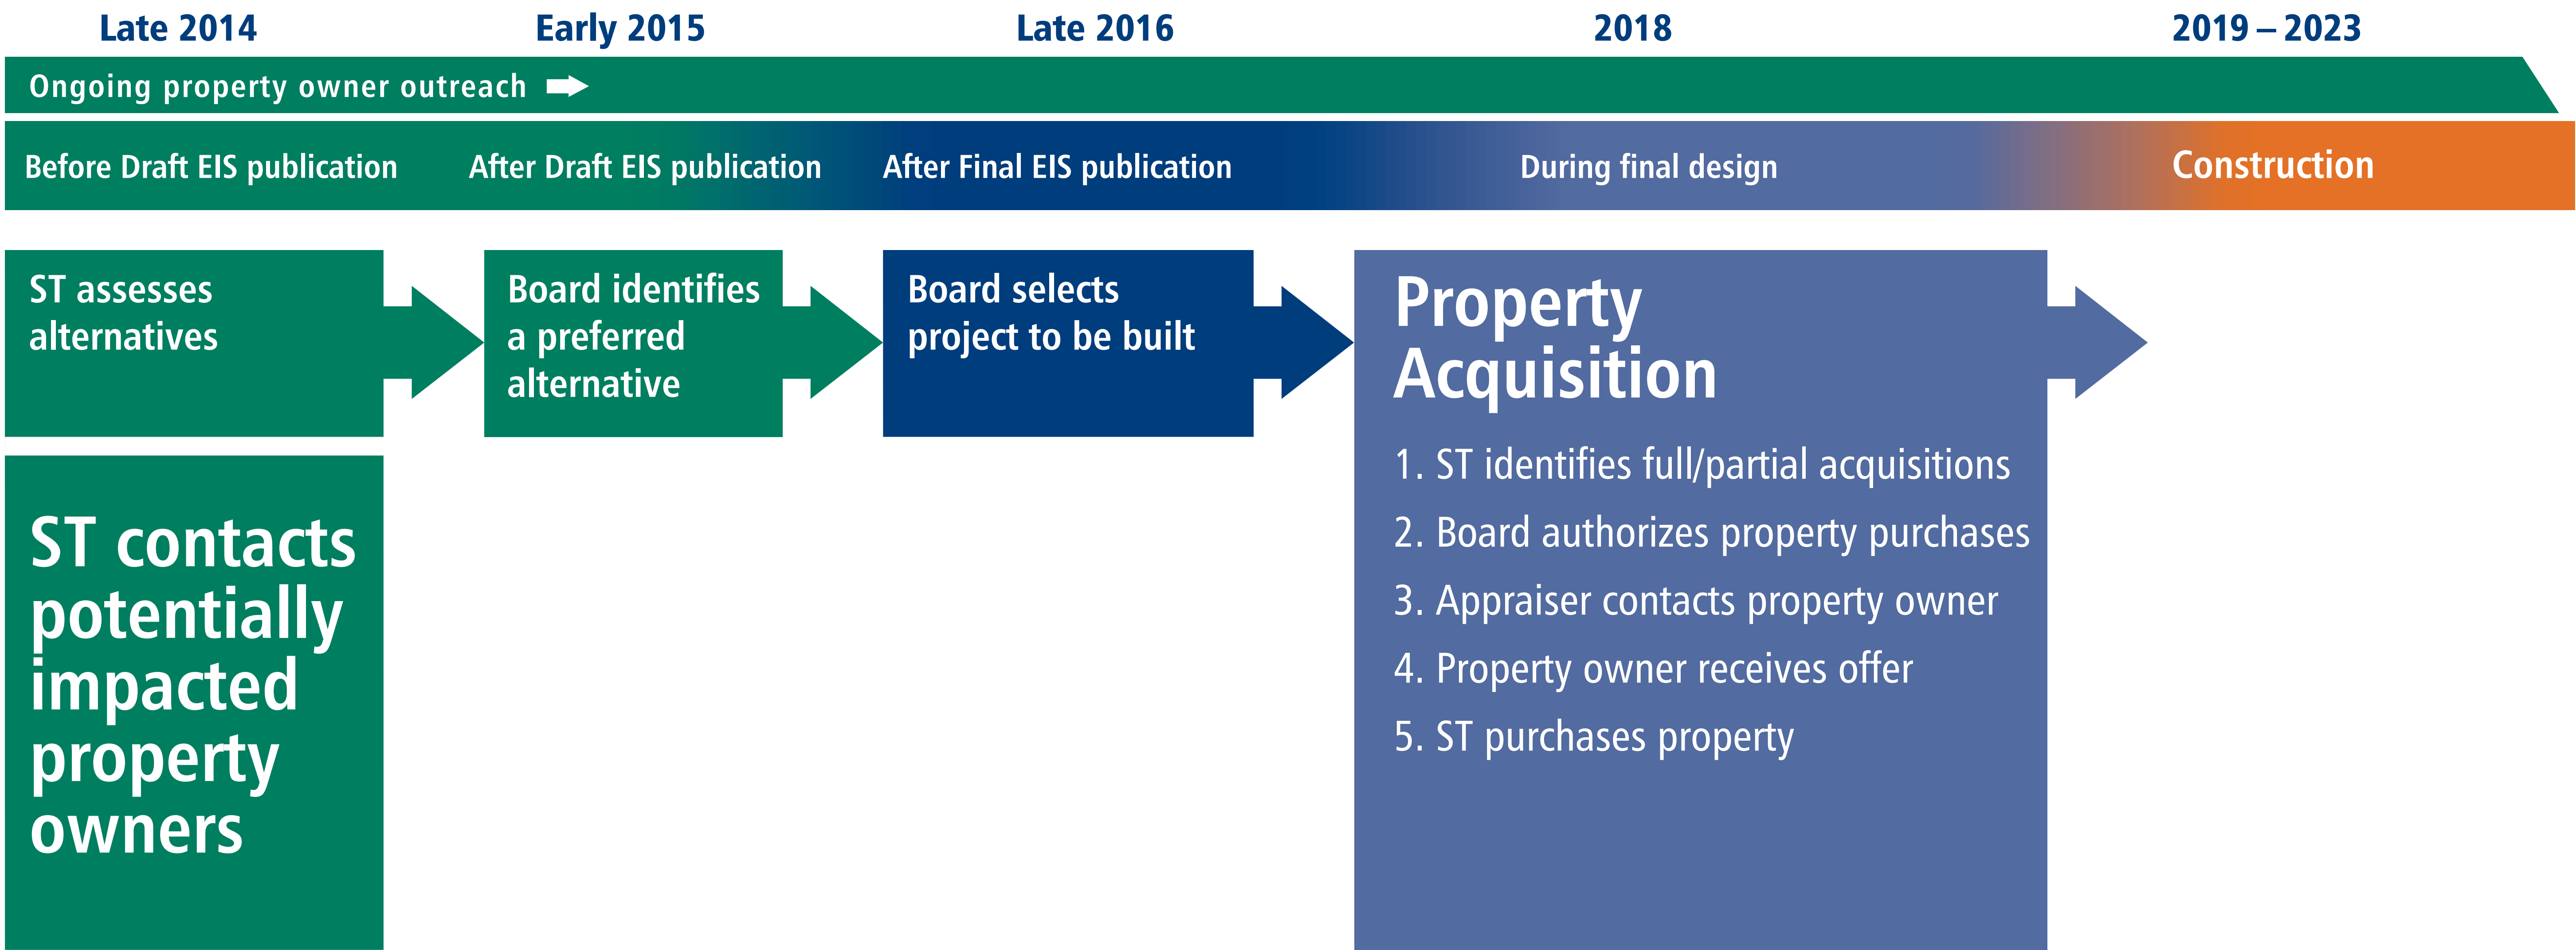 Late 2014
Early 2015
Late 2016
2018
2019 – 2023
Ongoing property owner outreach
Before Draft EIS publication
After Draft EIS publication
After Final EIS publication
During final design
Construction
ST assesses
alternatives
Board identifies
a preferred
alternative
Board selects
project to be built
Property
Acquisition
1. ST identifies full/partial acquisitions
2. Board authorizes property purchases
3. Appraiser contacts property owner
4. Property owner receives offer
5. ST purchases property
ST contacts
potentially
impacted
property
owners